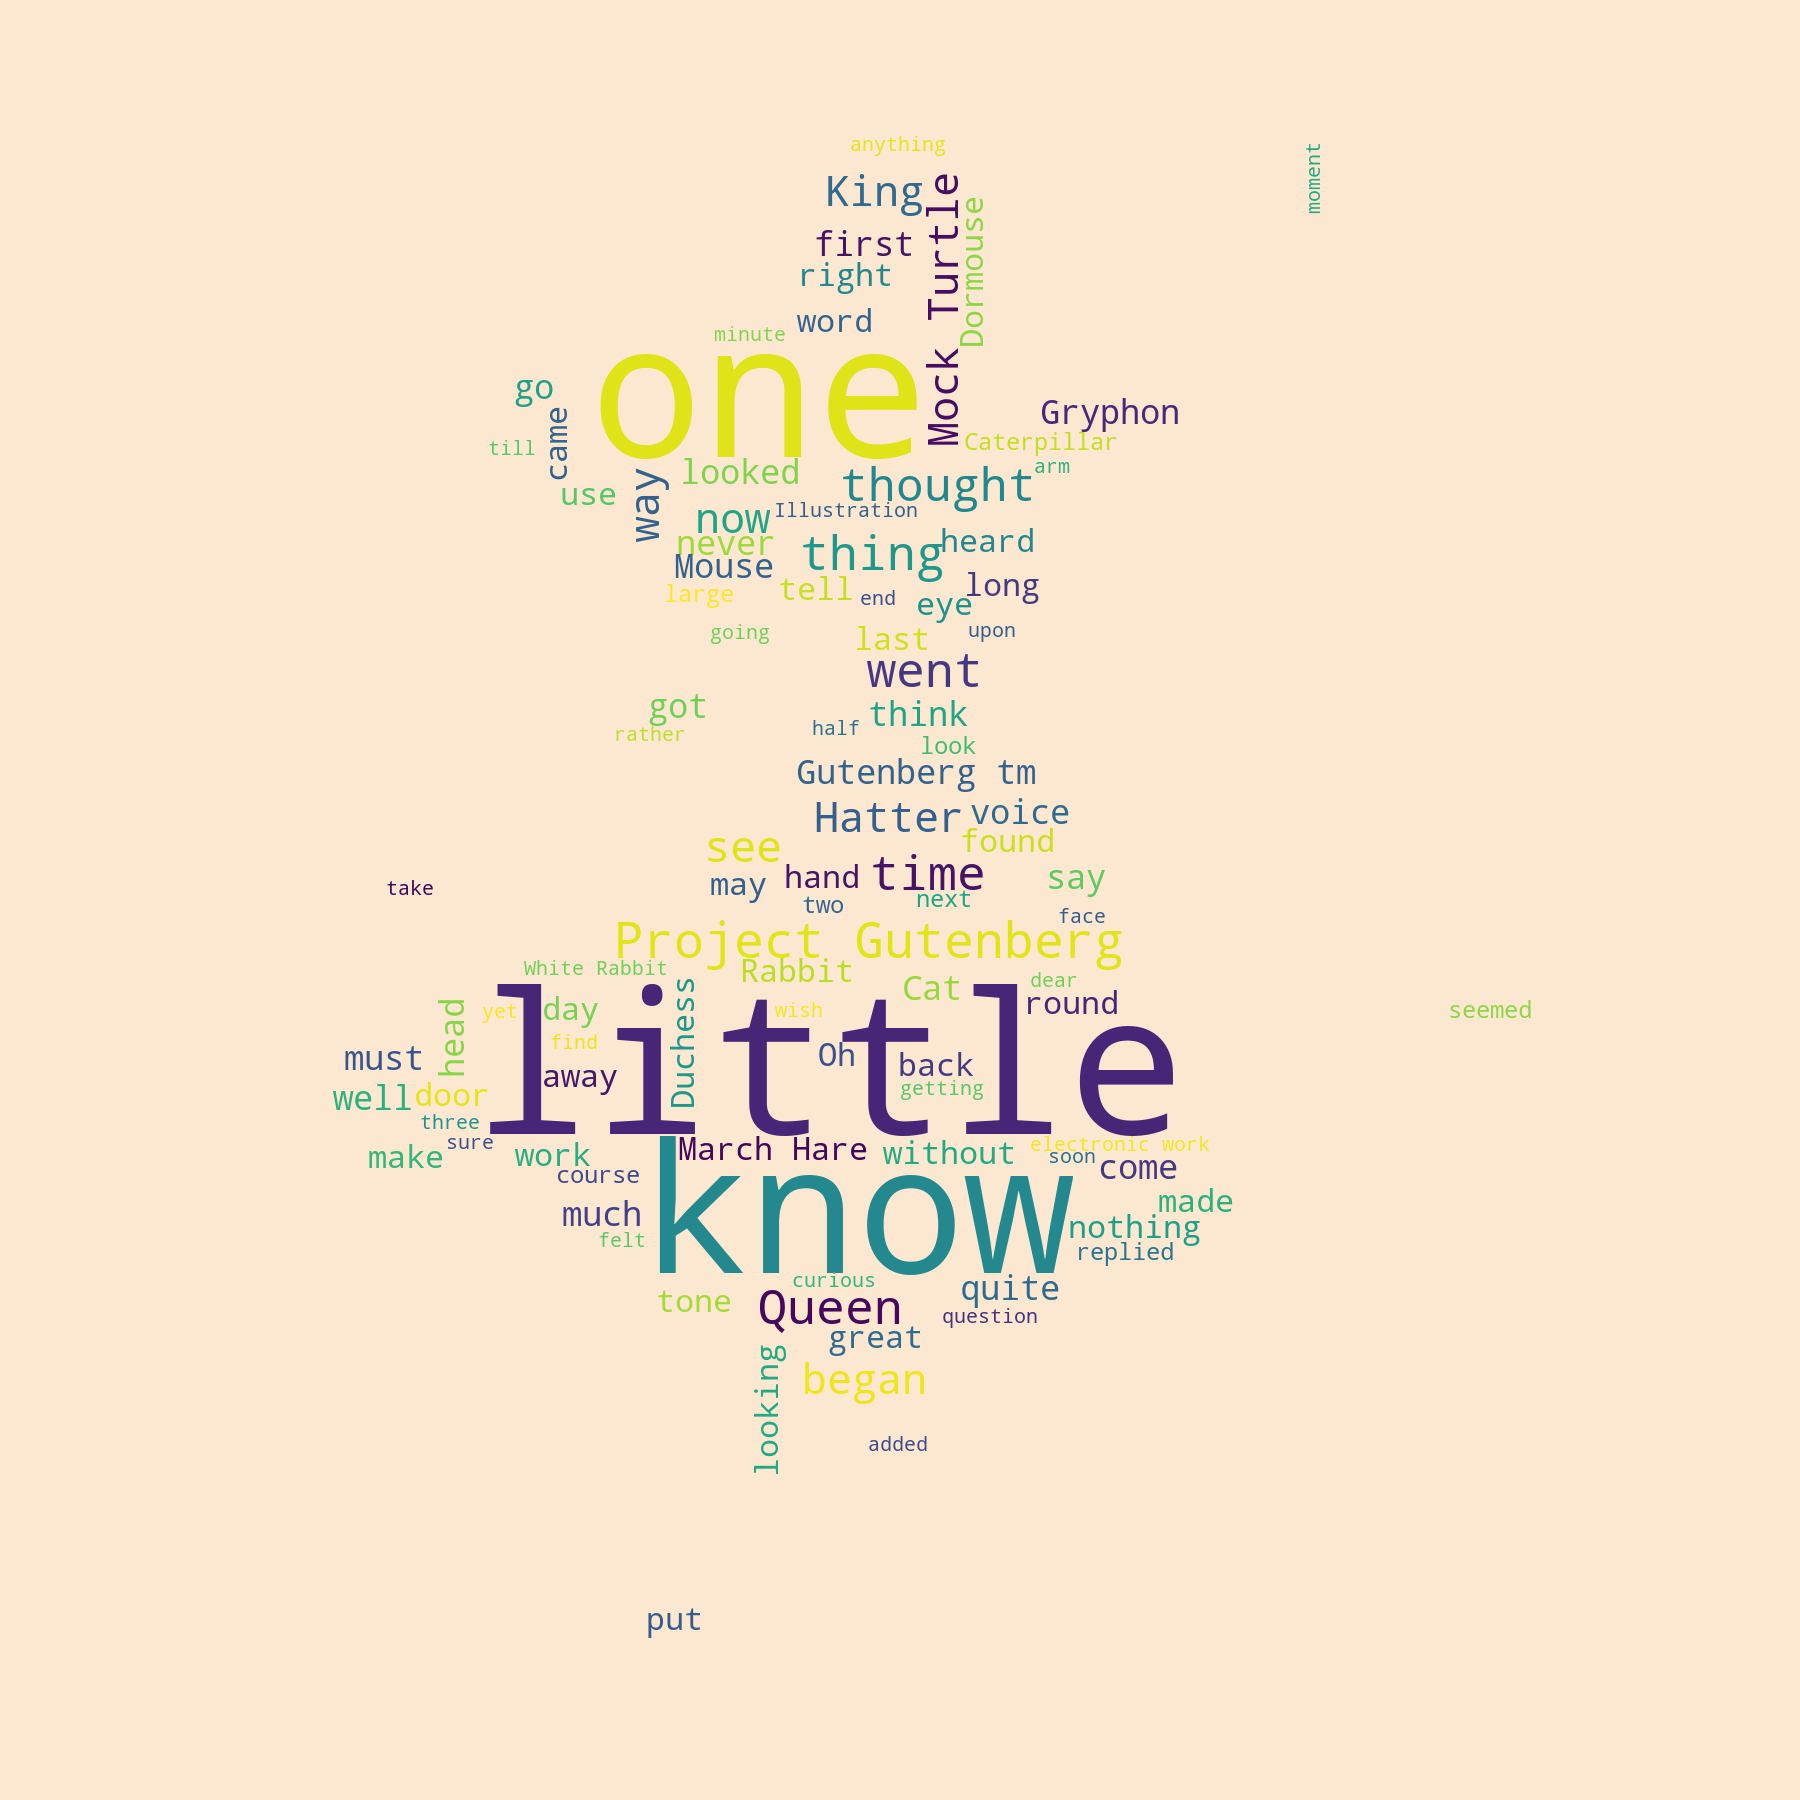 anything
moment
King
Mock Turtle
Dormouse
first
right
word
minute
one
go
Gryphon
came
Caterpillar
till
arm
looked
thought
way
use
Illustration
now
never
heard
thing
Mouse
long
large
tell
end
eye
going
upon
last
went
got
think
rather
half
look
Gutenberg tm
Hatter
voice
see
found
take
may
hand
time
say
two
next
face
Project Gutenberg
White Rabbit
Rabbit
Cat
dear
round
seemed
yet
day
wish
little
head
Duchess
find
must
away
Oh
back
getting
well
door
three
sure
make
work
March Hare
without
electronic work
soon
come
course
know
much
made
felt
nothing
replied
curious
quite
tone
Queen
question
great
looking
began
added
put